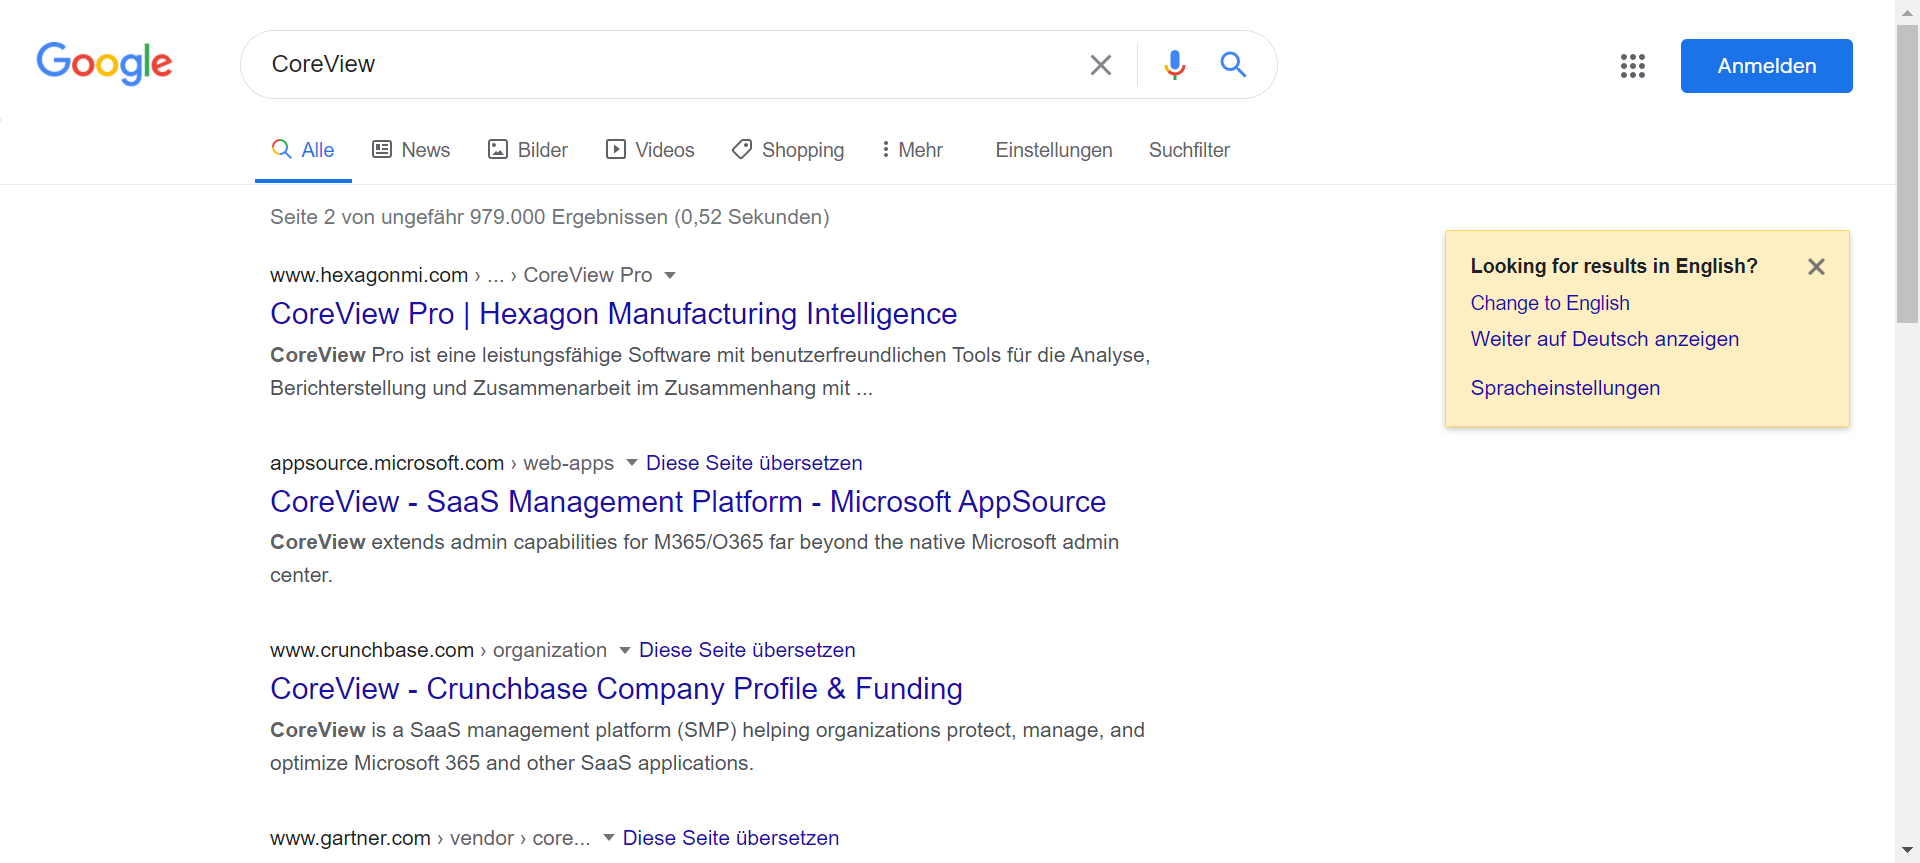 Google
CoreView
Anmelden
Alle
News
Bilder
Videos
Shopping
Mehr
Einstellungen
Suchfilter
Seite 2 von ungefähr 979.000 Ergebnissen (0,52 Sekunden)
www.hexagonmi.com › ... › CoreView Pro
CoreView Pro | Hexagon Manufacturing Intelligence
CoreView Pro ist eine leistungsfähige Software mit benutzerfreundlichen Tools für die Analyse,
Berichterstellung und Zusammenarbeit im Zusammenhang mit ...
appsource.microsoft.com › web-apps Diese Seite übersetzen
CoreView - SaaS Management Platform - Microsoft AppSource
CoreView extends admin capabilities for M365/O365 far beyond the native Microsoft admin
center.
www.crunchbase.com › organization Diese Seite übersetzen
CoreView - Crunchbase Company Profile & Funding
CoreView is a SaaS management platform (SMP) helping organizations protect, manage, and
optimize Microsoft 365 and other SaaS applications.
www.gartner.com › vendor › core... Diese Seite übersetzen
Looking for results in English?
Change to English
Weiter auf Deutsch anzeigen
Spracheinstellungen